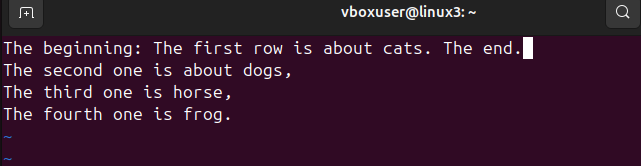 vboxuser@linux3: ~
The beginning: The first row is about cats. The end.
The second one is about dogs,
The third one is horse,
The fourth one is frog.
~
~